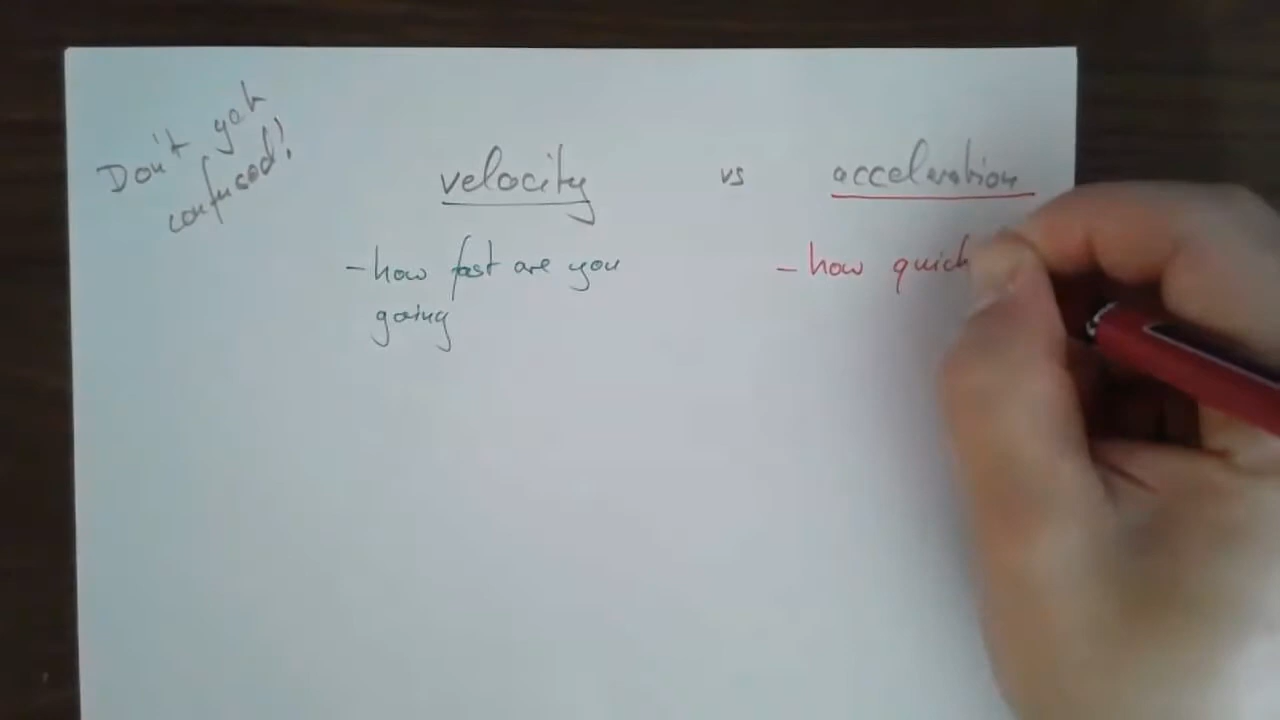 Don't get
confused!
velocity vs acceleration
- how fast are you
going
- how quick